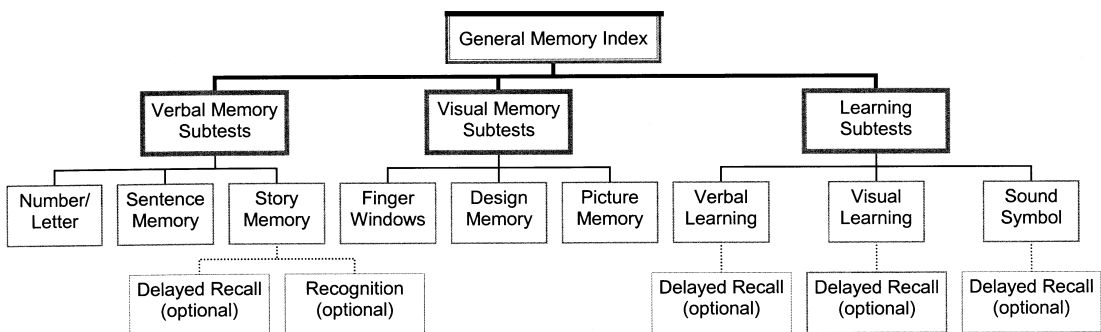 General Memory Index
Verbal Memory
Subtests
Visual Memory
Subtests
Learning
Subtests
Number/
Letter
Sentence
Memory
Story
Memory
Finger
Windows
Design
Memory
Picture
Memory
Verbal
Learning
Visual
Learning
Sound
Symbol
Delayed Recall
(optional)
Recognition
(optional)
Delayed Recall
(optional)
Delayed Recall
(optional)
Delayed Recall
(optional)